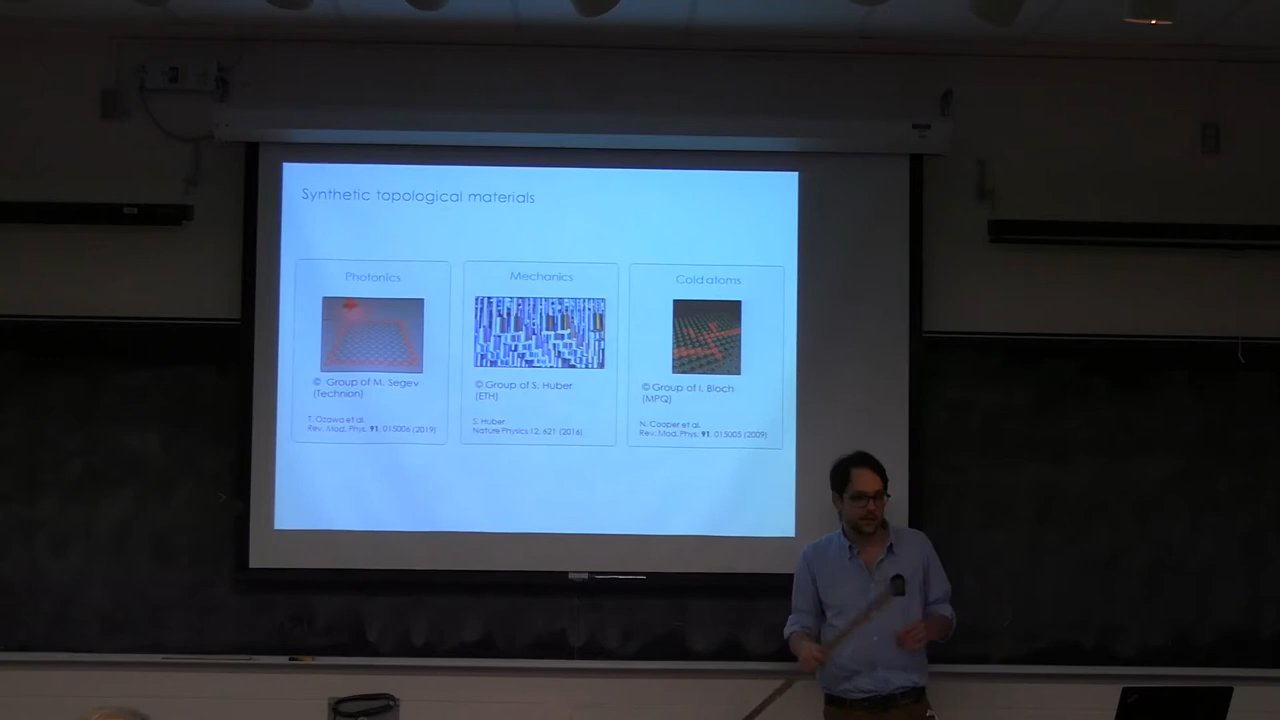 Synthetic topological materials
Photonics
© Group of M. Segev
(Technion)
T. Ozawa et al.
Rev. Mod. Phys. 91, 015006 (2019)
Mechanics
© Group of S. Huber
(ETH)
S. Huber
Nature Physics 12, 621 (2016)
Cold atoms
© Group of I. Bloch
(MPQ)
N. Cooper et al.
Rev. Mod. Phys. 91, 015005 (2009)